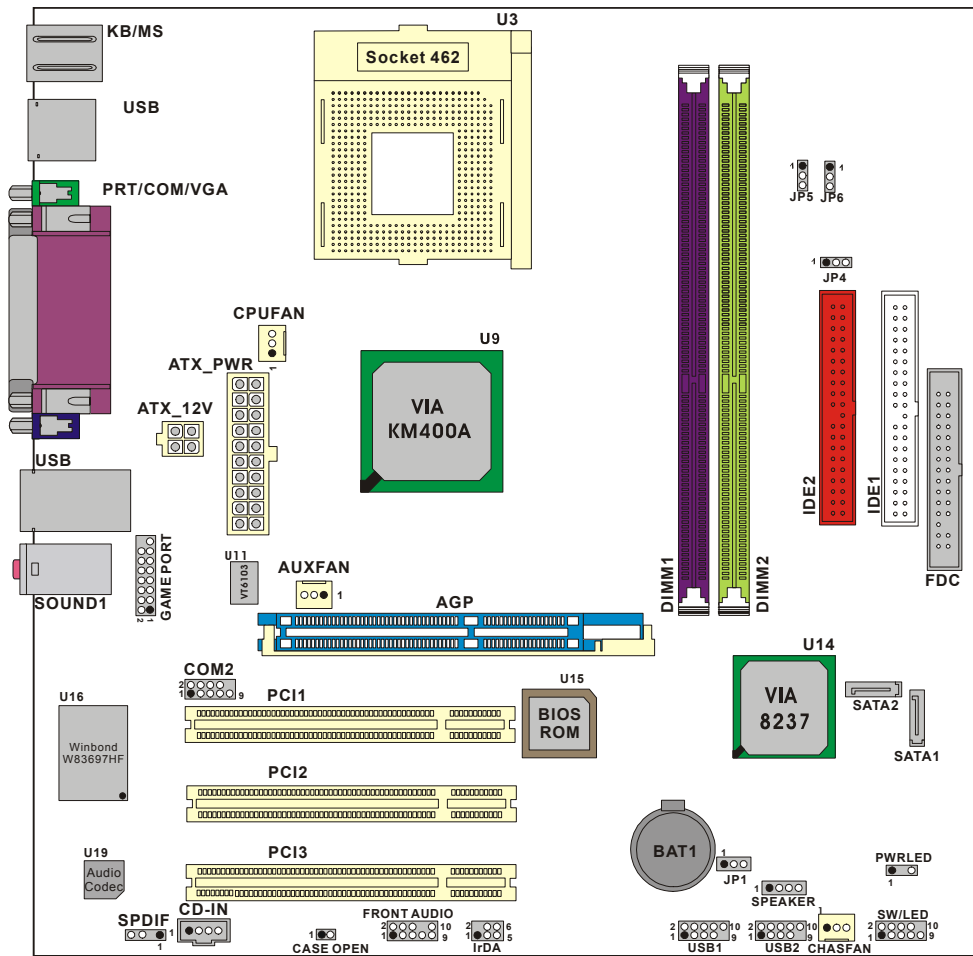 KB/MS
U3
Socket 462
USB
PRT/COM/VGA
1
1
JP5
JP6
1
JP4
CPUFAN
1
U9
ATX_PWR
VIA
KM400A
ATX_12V
IDE2
IDE1
USB
FDC
U11
VT6103
AUXFAN
1
GAME PORT
2
1
SOUND1
DIMM1
DIMM2
AGP
U14
VIA
8237
SATA2
SATA1
COM2
2
1
9
U16
Winbond
W83697HF
PCI1
U15
BIOS
ROM
PCI2
BAT1
1
JP1
PWRLED
1
U19
Audio
Codec
PCI3
1
SPEAKER
SPDIF
1
CD-IN
1
1
CASE OPEN
FRONT AUDIO
2
1
10
9
2
1
6
5
IrDA
2
1
10
9
USB1
2
1
10
9
USB2
1
CHASFAN
SW/LED
2
1
10
9